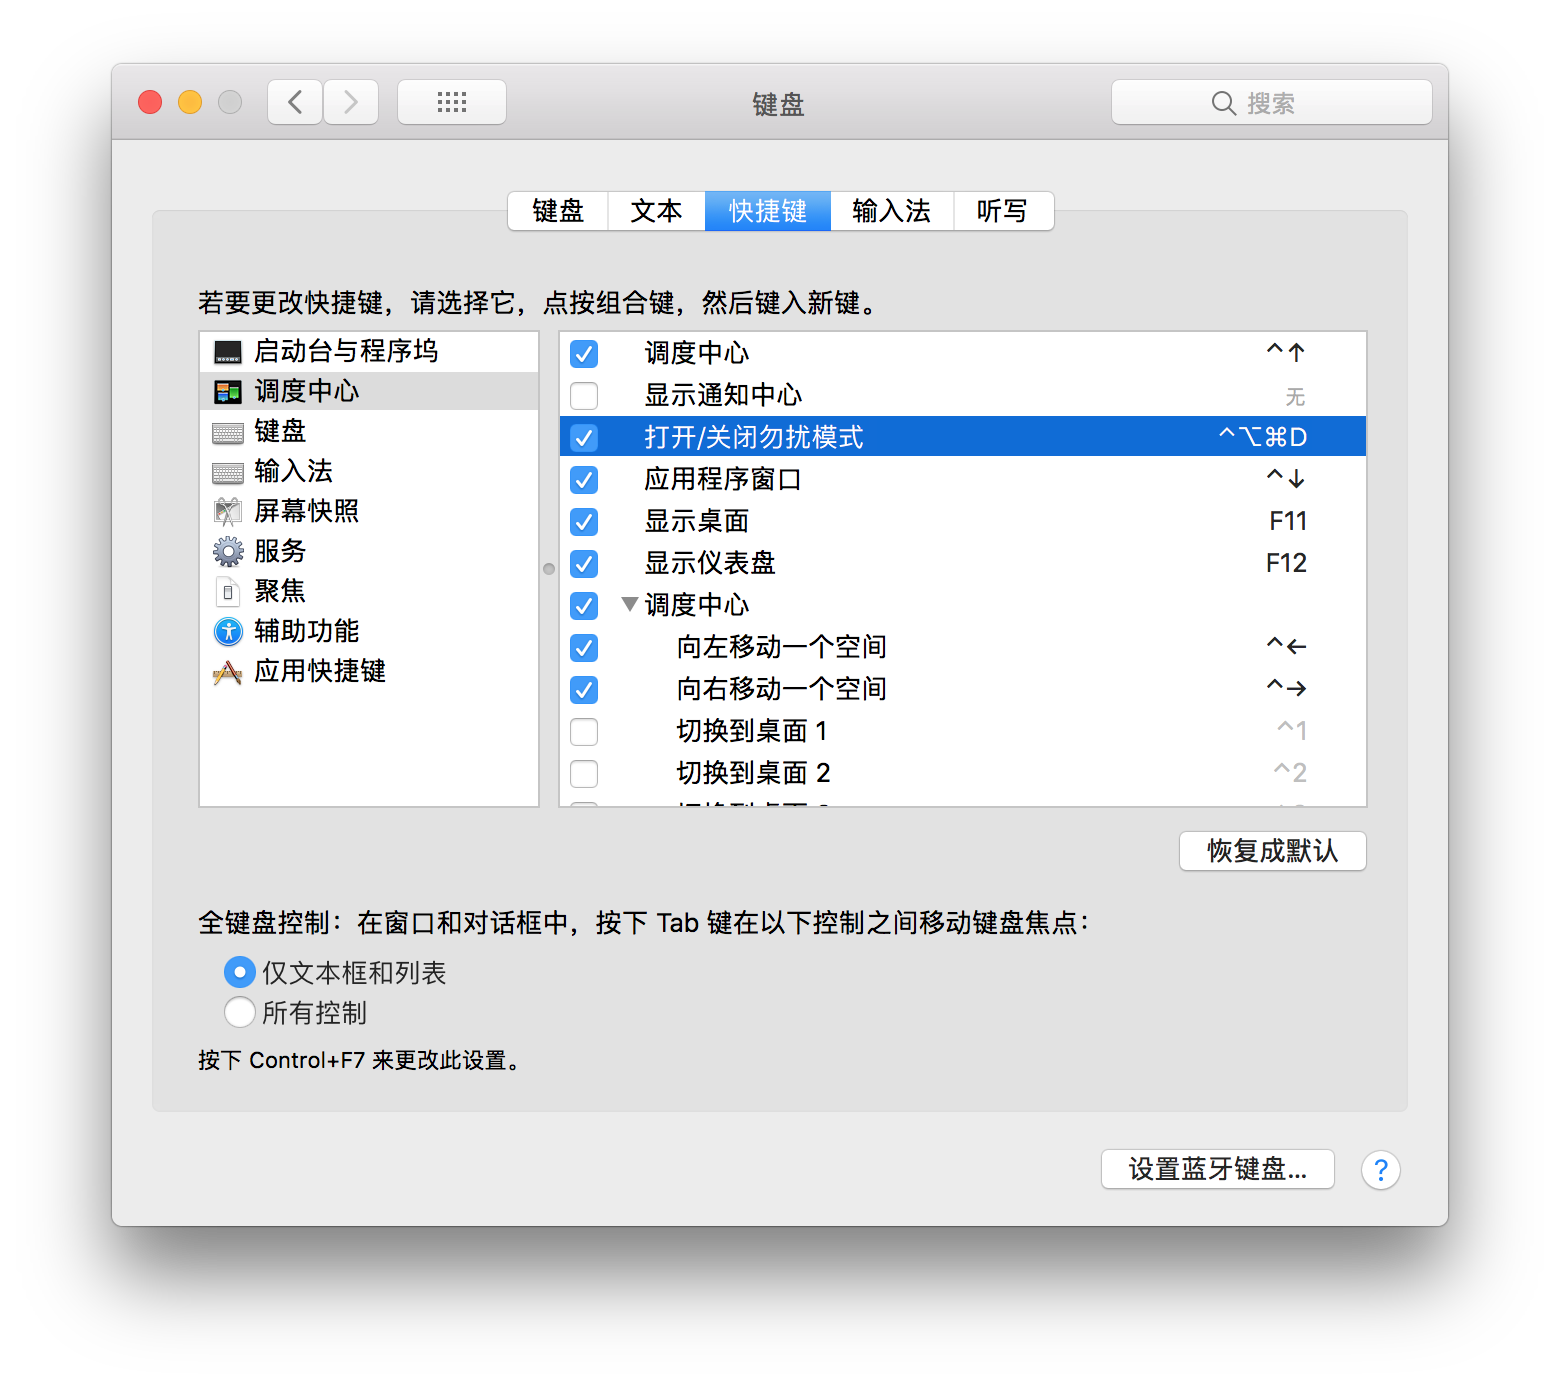 键盘
搜索
键盘 文本 快捷键 输入法 听写
若要更改快捷键，请选择它，点按组合键，然后键入新键。
启动台与程序坞
调度中心
键盘
输入法
屏幕快照
服务
聚焦
辅助功能
应用快捷键
调度中心 ^↑
显示通知中心 无
打开/关闭勿扰模式 ^⌥⌘D
应用程序窗口 ^↓
显示桌面 F11
显示仪表盘 F12
调度中心
向左移动一个空间 ^←
向右移动一个空间 ^→
切换到桌面 1 ^1
切换到桌面 2 ^2
恢复成默认
全键盘控制：在窗口和对话框中，按下 Tab 键在以下控制之间移动键盘焦点：
仅文本框和列表
所有控制
按下 Control+F7 来更改此设置。
设置蓝牙键盘...
?